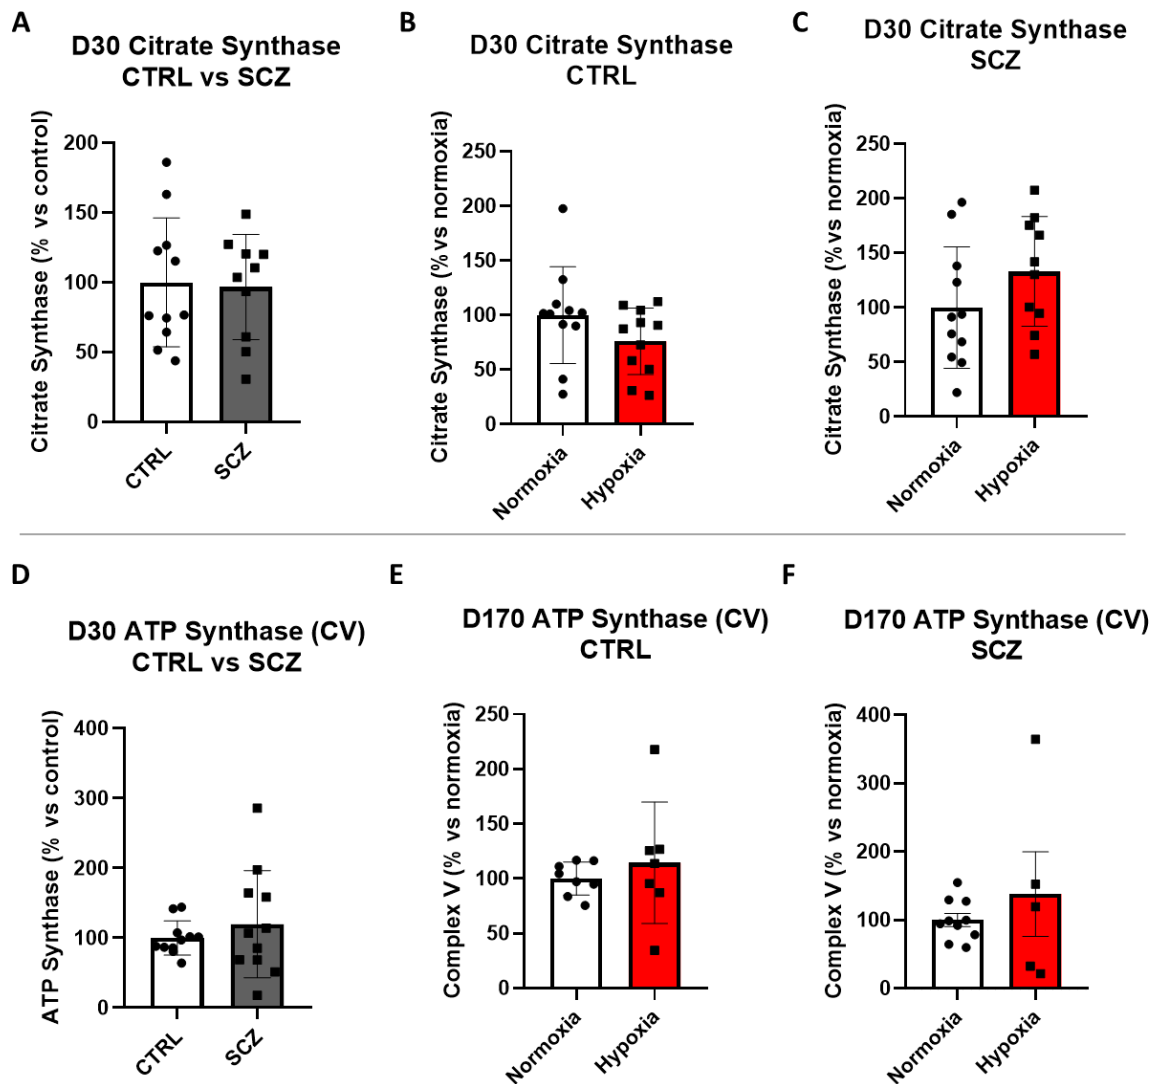 A
D30 Citrate Synthase
CTRL vs SCZ
Citrate Synthase (% vs control)
200
150
100
50
0
CTRL
SCZ
B
D30 Citrate Synthase
CTRL
Citrate Synthase (% vs normoxia)
250
200
150
100
50
0
Normoxia
Hypoxia
C
D30 Citrate Synthase
SCZ
Citrate Synthase (% vs normoxia)
250
200
150
100
50
0
Normoxia
Hypoxia
D
D30 ATP Synthase (CV)
CTRL vs SCZ
ATP Synthase (% vs control)
400
300
200
100
0
CTRL
SCZ
E
D170 ATP Synthase (CV)
CTRL
Complex V (% vs normoxia)
250
200
150
100
50
0
Normoxia
Hypoxia
F
D170 ATP Synthase (CV)
SCZ
Complex V (% vs normoxia)
400
300
200
100
0
Normoxia
Hypoxia